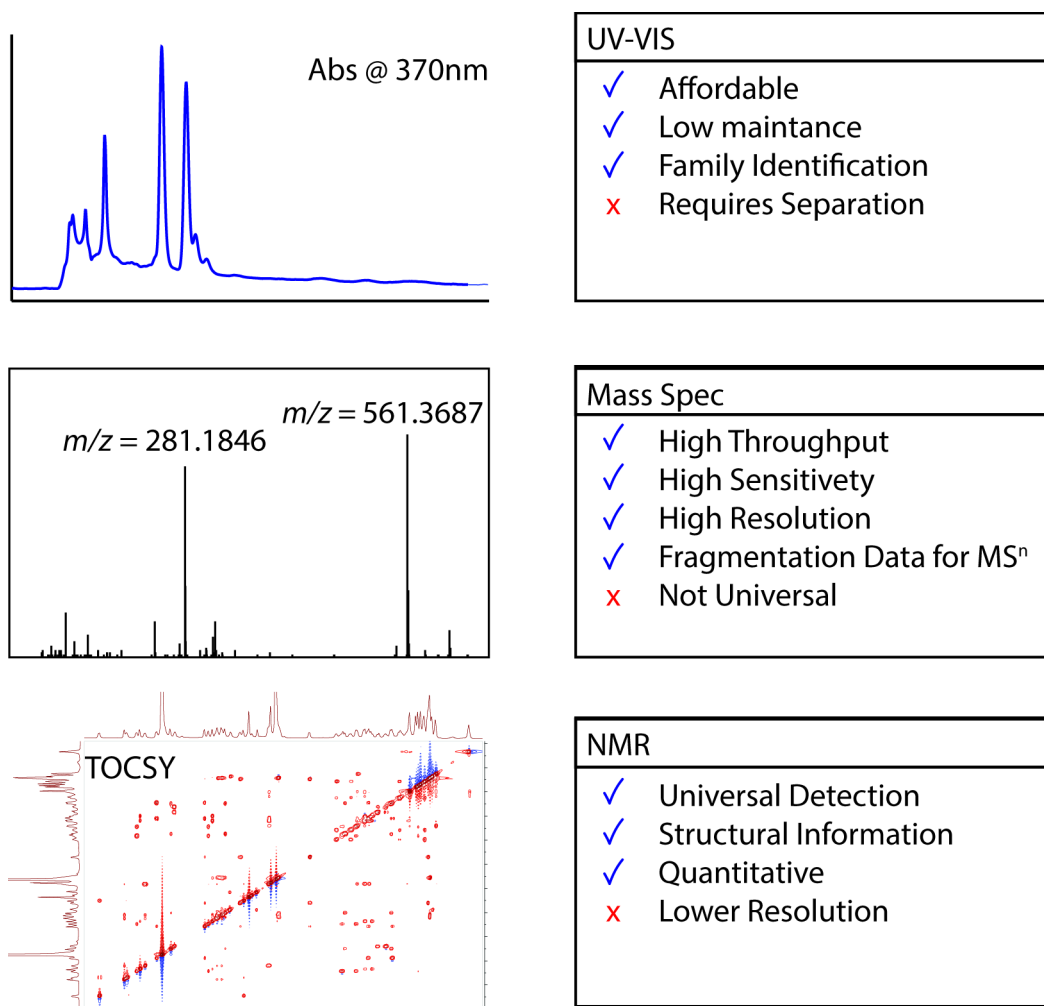 Abs @ 370nm
UV-VIS
✓ Affordable
✓ Low maintance
✓ Family Identification
x Requires Separation
m/z = 281.1846
m/z = 561.3687
Mass Spec
✓ High Throughput
✓ High Sensitivety
✓ High Resolution
✓ Fragmentation Data for MSⁿ
x Not Universal
TOCSY
NMR
✓ Universal Detection
✓ Structural Information
✓ Quantitative
x Lower Resolution